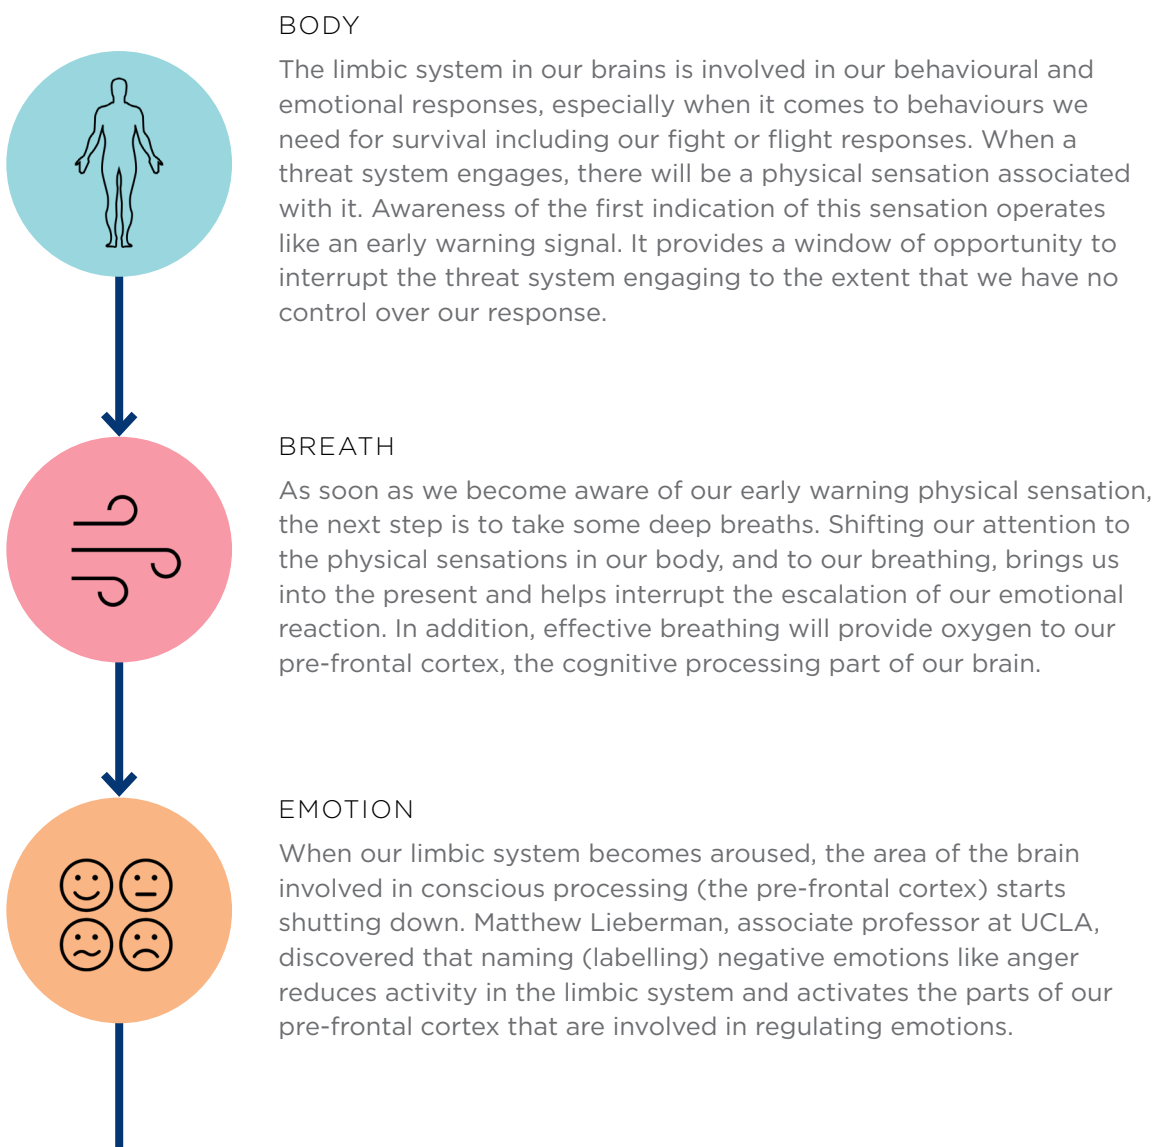 BODY
The limbic system in our brains is involved in our behavioural and
emotional responses, especially when it comes to behaviours we
need for survival including our fight or flight responses. When a
threat system engages, there will be a physical sensation associated
with it. Awareness of the first indication of this sensation operates
like an early warning signal. It provides a window of opportunity to
interrupt the threat system engaging to the extent that we have no
control over our response.
BREATH
As soon as we become aware of our early warning physical sensation,
the next step is to take some deep breaths. Shifting our attention to
the physical sensations in our body, and to our breathing, brings us
into the present and helps interrupt the escalation of our emotional
reaction. In addition, effective breathing will provide oxygen to our
pre-frontal cortex, the cognitive processing part of our brain.
EMOTION
When our limbic system becomes aroused, the area of the brain
involved in conscious processing (the pre-frontal cortex) starts
shutting down. Matthew Lieberman, associate professor at UCLA,
discovered that naming (labelling) negative emotions like anger
reduces activity in the limbic system and activates the parts of our
pre-frontal cortex that are involved in regulating emotions.